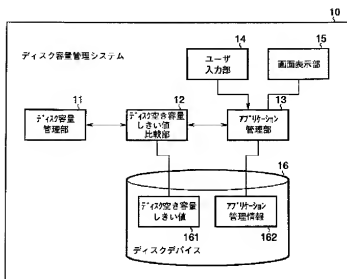 10
ディスク容量管理システム
14
ユーザ
入力部
15
画面表示部
11
ディスク容量
管理部
12
ディスク空き容量
しきい値
比較部
13
アプリケーション
管理部
16
ディスク空き容量
しきい値
161
アプリケーション
管理情報
162
ディスクデバイス